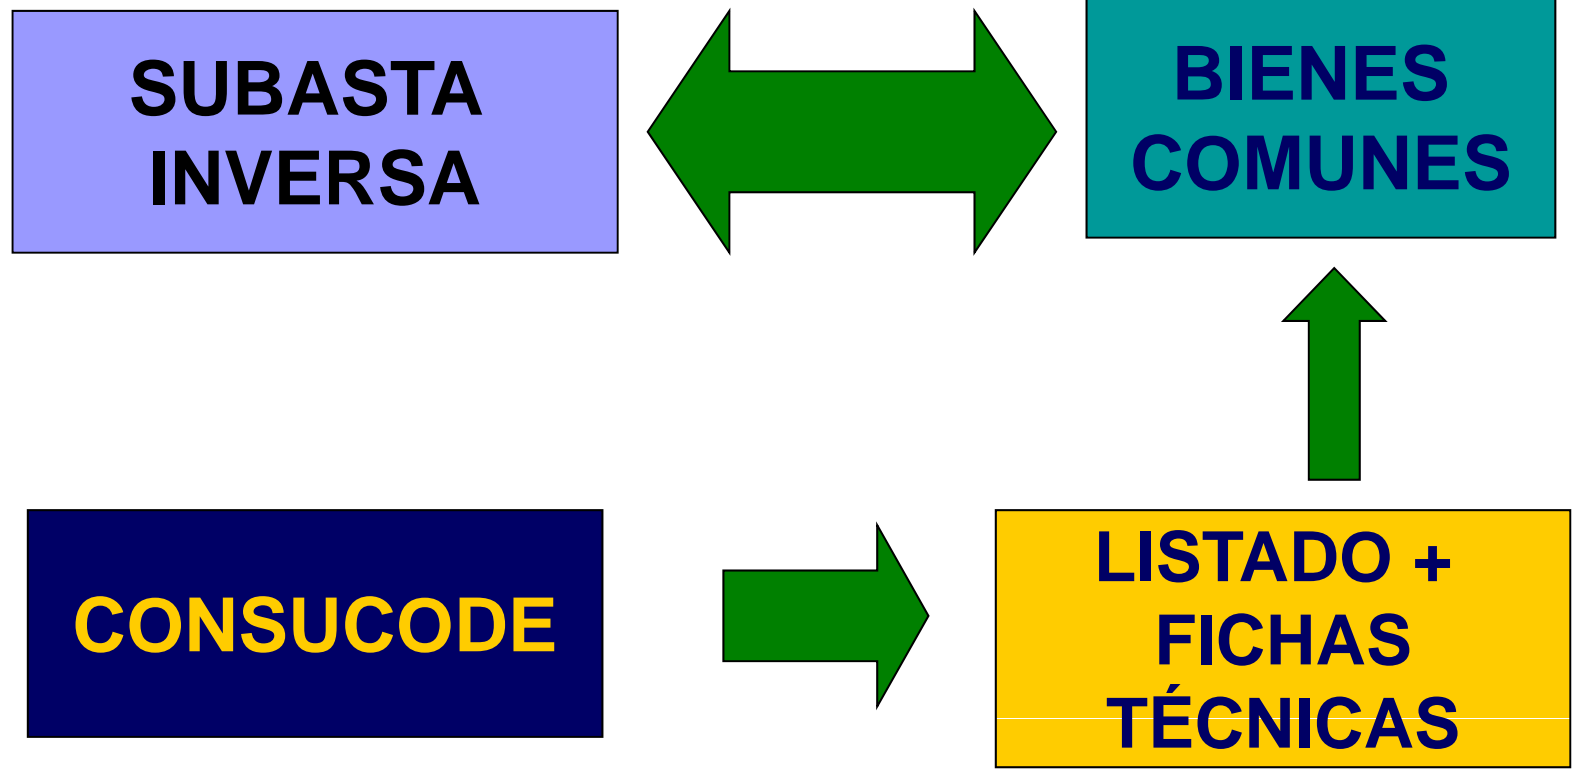 SUBASTA
INVERSA
BIENES
COMUNES
CONSUCODE
LISTADO +
FICHAS
TÉCNICAS